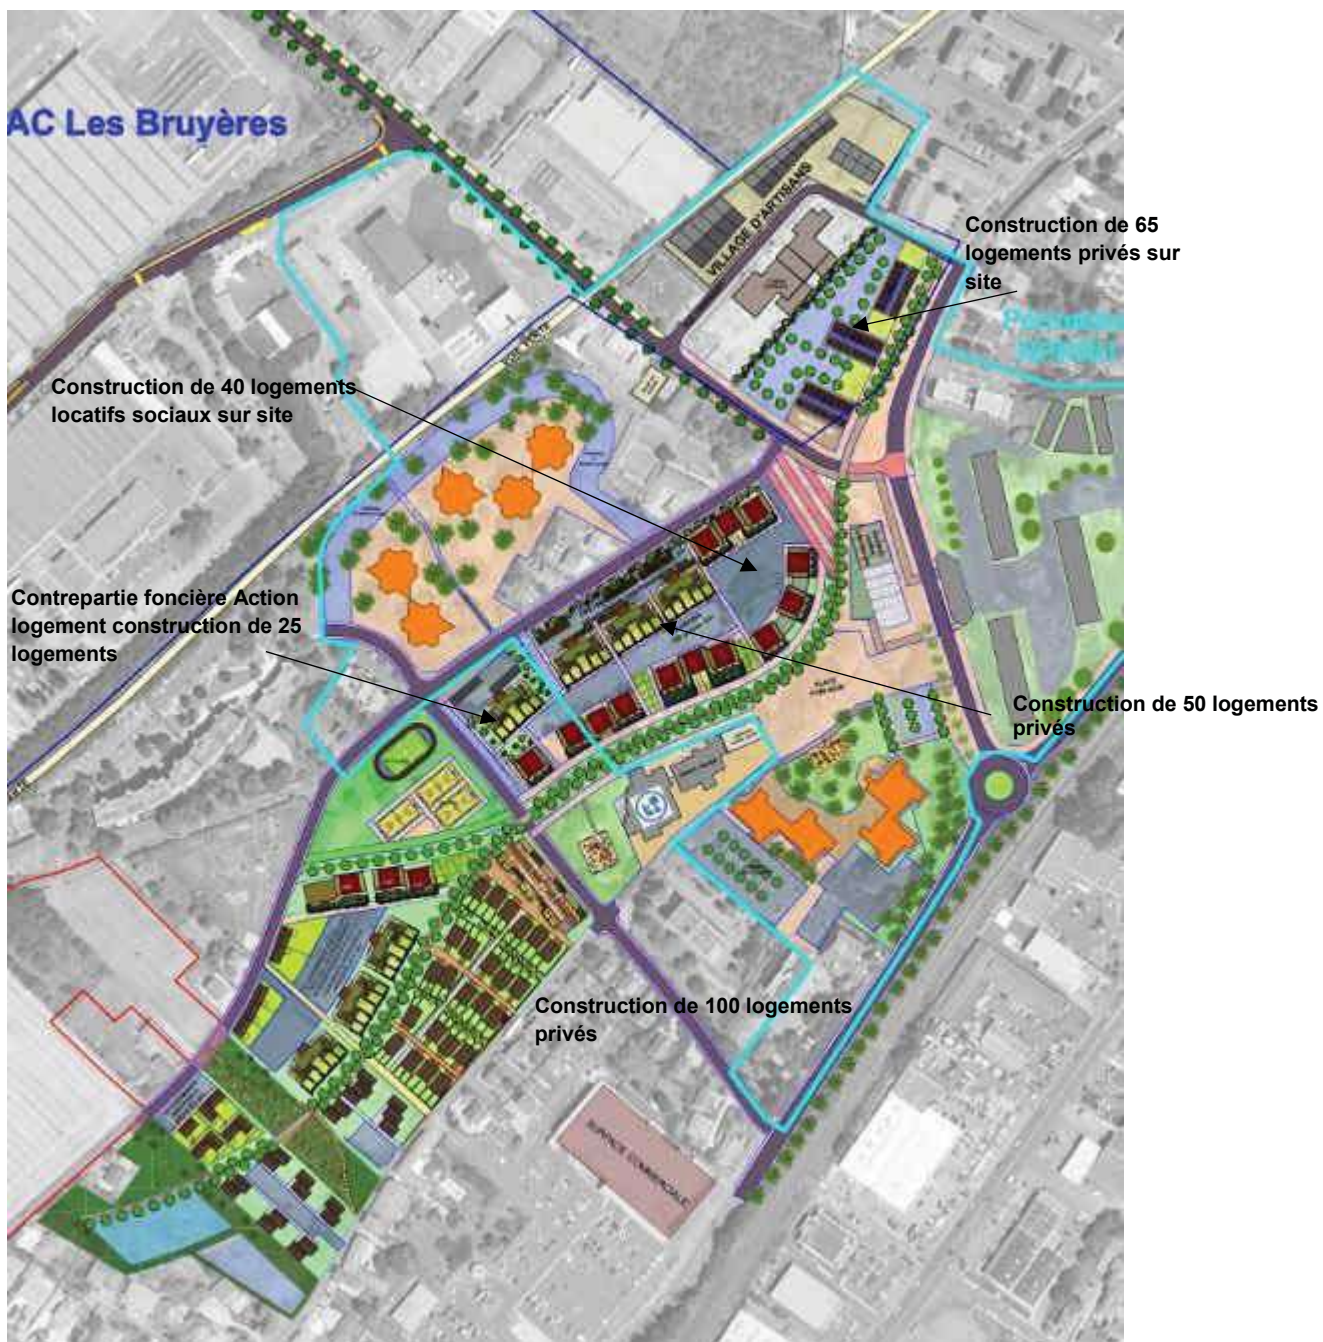 AC Les Bruyères
VILLAGE D'ARTISANS
Construction de 65
logements privés sur
site
Construction de 40 logements
locatifs sociaux sur site
Contrepartie foncière Action
logement construction de 25
logements
Construction de 50 logements
privés
Construction de 100 logements
privés
SURFACE COMMERCIALE